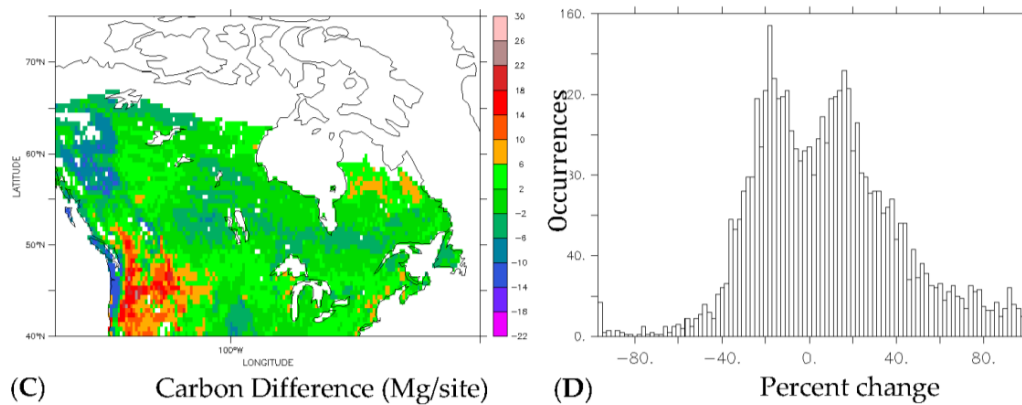 160.
30
26
70°N
22
18
120.
14
10
60°N
LATITUDE
Occurrences
6
80.
2
-2
-6
50°N
40.
-10
-14
-18
0.
40°N
-22
100°W
-80. -40. 0. 40. 80.
LONGITUDE
(C) Carbon Difference (Mg/site) (D) Percent change